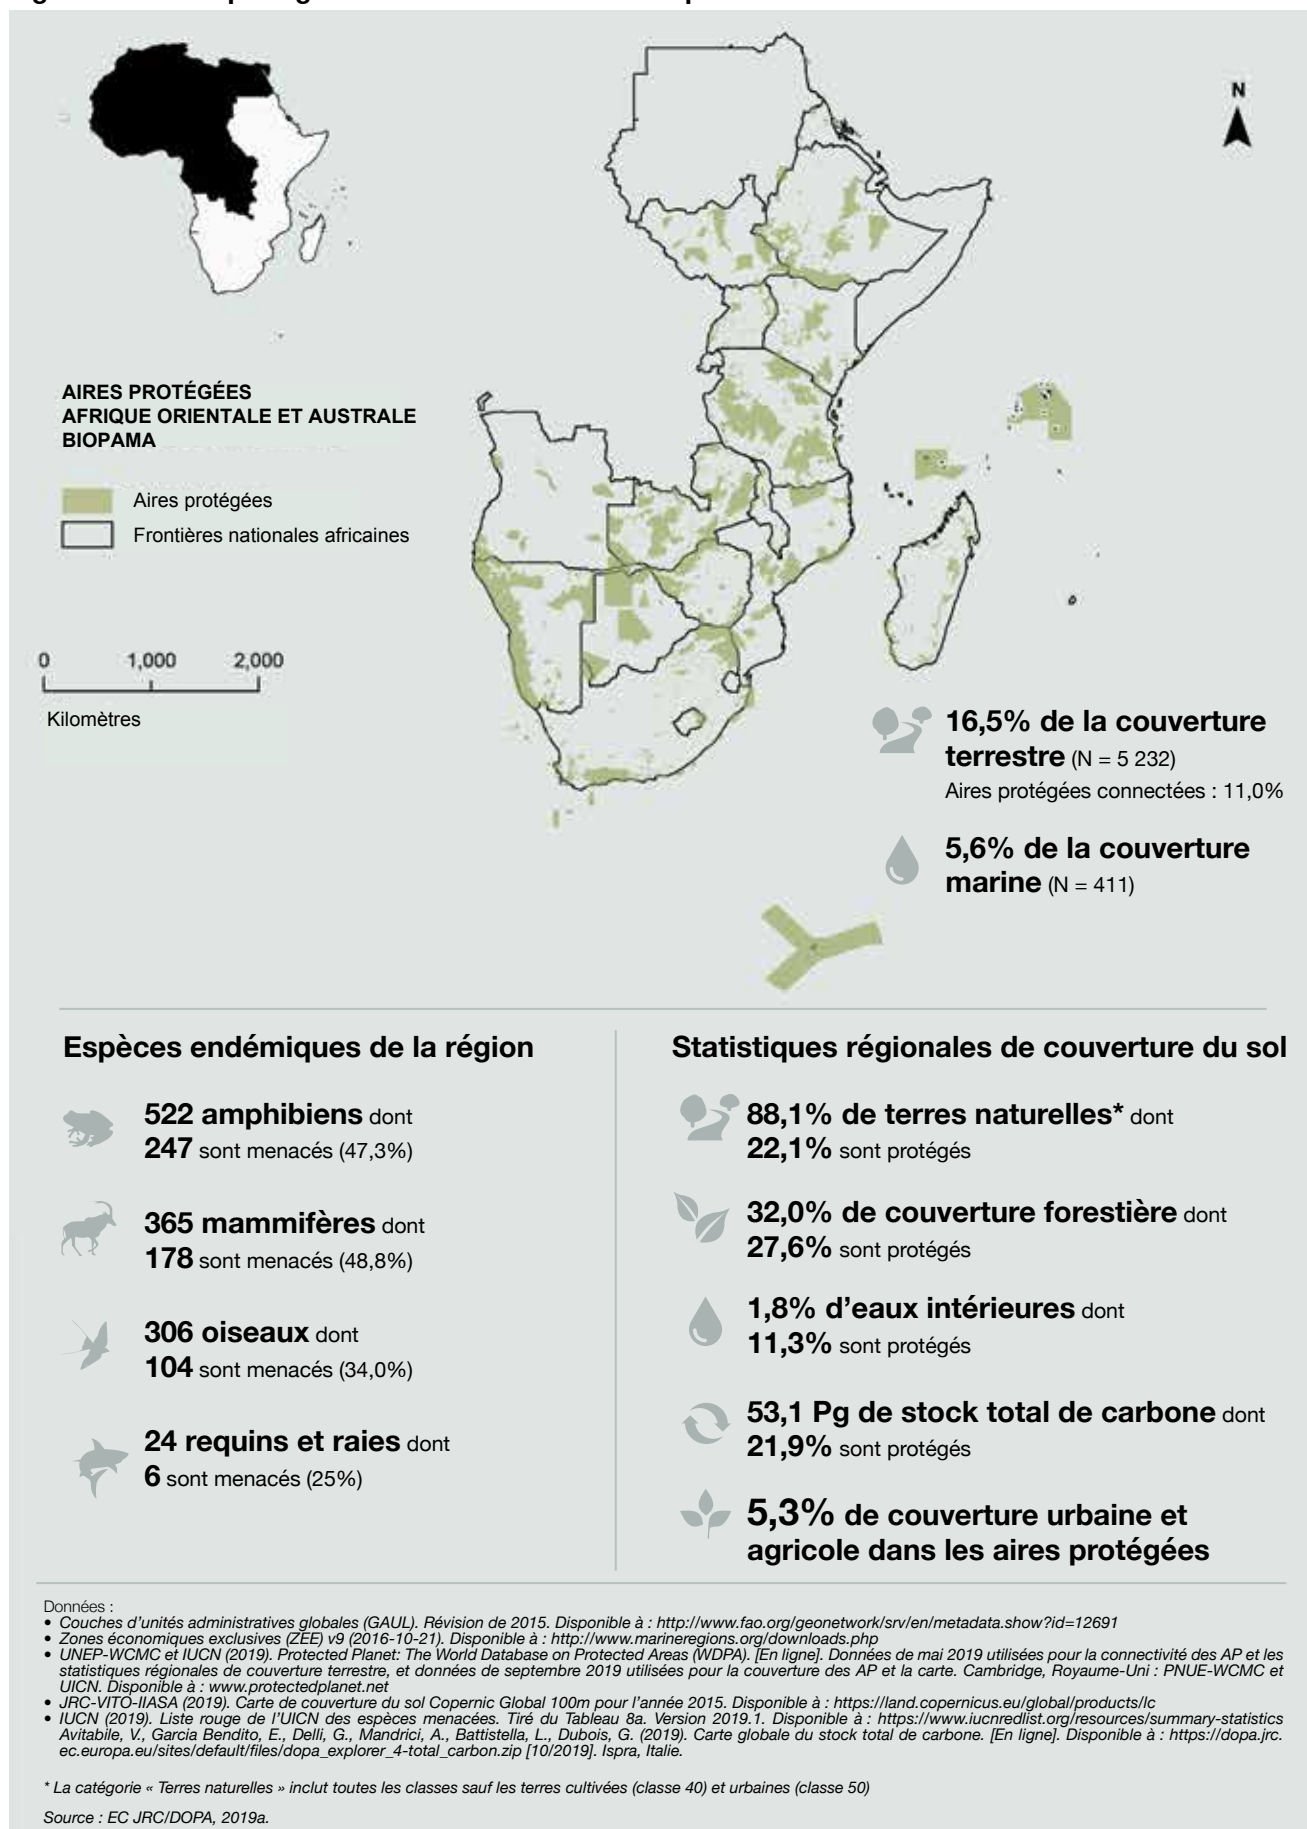 N
AIRES PROTÉGÉES
AFRIQUE ORIENTALE ET AUSTRALE
BIOPAMA
Aires protégées
Frontières nationales africaines
0 1,000 2,000
Kilomètres
16,5% de la couverture
terrestre (N = 5 232)
Aires protégées connectées : 11,0%
5,6% de la couverture
marine (N = 411)
Espèces endémiques de la région
522 amphibiens dont
247 sont menacés (47,3%)
365 mammifères dont
178 sont menacés (48,8%)
306 oiseaux dont
104 sont menacés (34,0%)
24 requins et raies dont
6 sont menacés (25%)
Statistiques régionales de couverture du sol
88,1% de terres naturelles* dont
22,1% sont protégés
32,0% de couverture forestière dont
27,6% sont protégés
1,8% d’eaux intérieures dont
11,3% sont protégés
53,1 Pg de stock total de carbone dont
21,9% sont protégés
5,3% de couverture urbaine et
agricole dans les aires protégées
Données :
• Couches d’unités administratives globales (GAUL). Révision de 2015. Disponible à : http://www.fao.org/geonetwork/srv/en/metadata.show?id=12691
• Zones économiques exclusives (ZEE) v9 (2016-10-21). Disponible à : http://www.marineregions.org/downloads.php
• UNEP-WCMC et IUCN (2019). Protected Planet: The World Database on Protected Areas (WDPA). [En ligne]. Données de mai 2019 utilisées pour la connectivité des AP et les
statistiques régionales de couverture terrestre, et données de septembre 2019 utilisées pour la couverture des AP et la carte. Cambridge, Royaume-Uni : PNUE-WCMC et
UICN. Disponible à : www.protectedplanet.net
• JRC-VITO-IIASA (2019). Carte de couverture du sol Copernic Global 100m pour l’année 2015. Disponible à : https://land.copernicus.eu/global/products/lc
• IUCN (2019). Liste rouge de l’UICN des espèces menacées. Tiré du Tableau 8a. Version 2019.1. Disponible à : https://www.iucnredlist.org/resources/summary-statistics
Avitabile, V., Garcia Bendito, E., Delli, G., Mandrici, A., Battistella, L., Dubois, G. (2019). Carte globale du stock total de carbone. [En ligne]. Disponible à : https://dopa.jrc.
ec.europa.eu/sites/default/files/dopa_explorer_4-total_carbon.zip [10/2019]. Ispra, Italie.
* La catégorie « Terres naturelles » inclut toutes les classes sauf les terres cultivées (classe 40) et urbaines (classe 50)
Source : EC JRC/DOPA, 2019a.